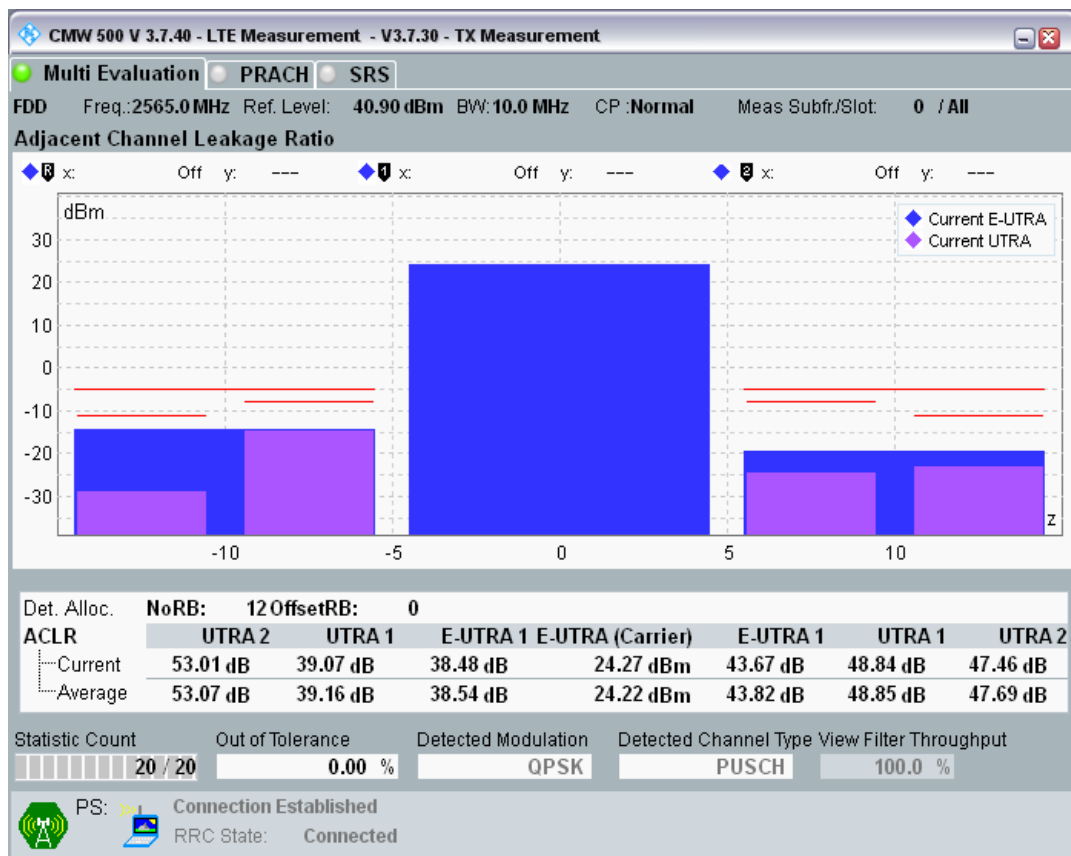 CMW 500 V 3.7.40 - LTE Measurement - V3.7.30 - TX Measurement
Multi Evaluation PRACH SRS
FDD Freq.:2565.0 MHz Ref. Level: 40.90 dBm BW:10.0 MHz CP :Normal Meas Subfr./Slot: 0 / All
Adjacent Channel Leakage Ratio
R x: Off y: --- 1 x: Off y: --- 2 x: Off y: ---
dBm
Current E-UTRA
Current UTRA
30
20
10
0
-10
-20
-30
z
-10 -5 0 5 10
Det. Alloc. NoRB: 12 OffsetRB: 0
ACLR UTRA 2 UTRA 1 E-UTRA 1 E-UTRA (Carrier) E-UTRA 1 UTRA 1 UTRA 2
Current 53.01 dB 39.07 dB 38.48 dB 24.27 dBm 43.67 dB 48.84 dB 47.46 dB
Average 53.07 dB 39.16 dB 38.54 dB 24.22 dBm 43.82 dB 48.85 dB 47.69 dB
Statistic Count Out of Tolerance Detected Modulation Detected Channel Type View Filter Throughput
20 / 20 0.00 % QPSK PUSCH 100.0 %
PS: Connection Established
RRC State: Connected